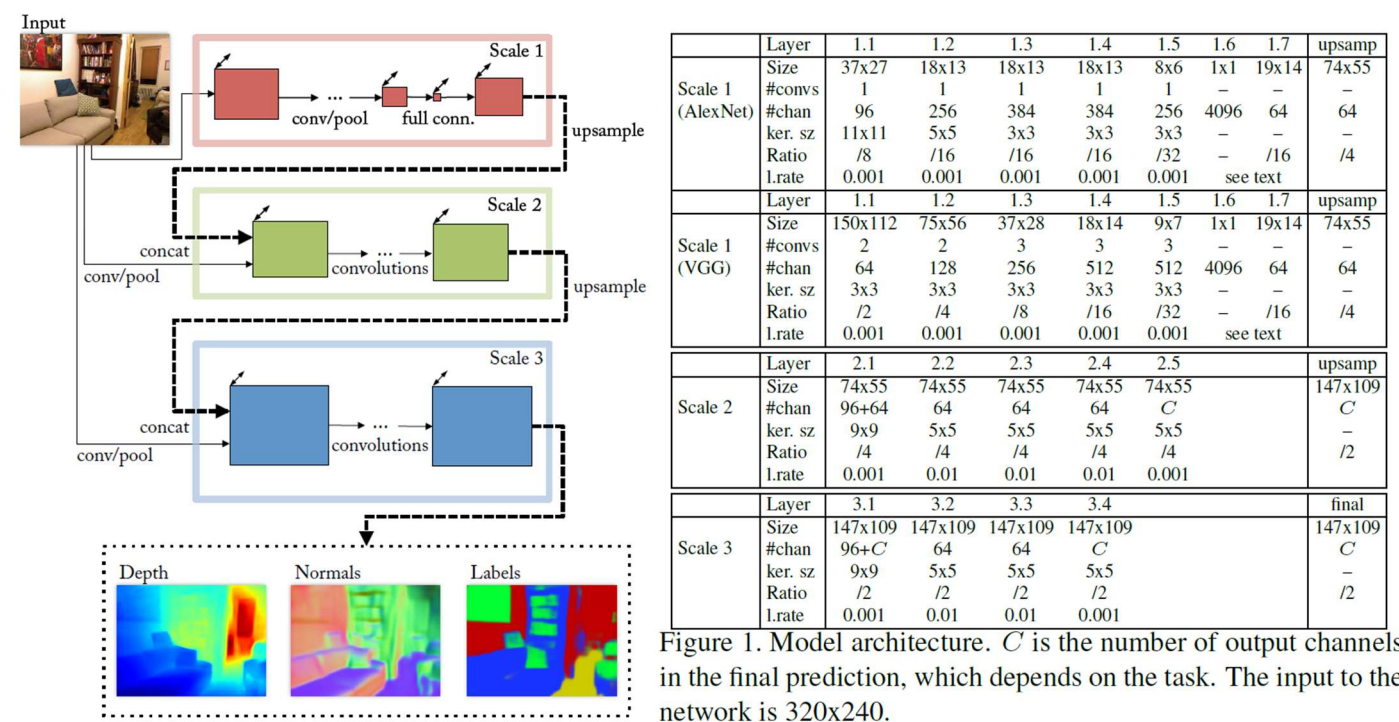 Input
Scale 1
conv/pool
full conn.
upsample
Scale 2
concat
convolutions
conv/pool
upsample
Scale 3
concat
convolutions
conv/pool
Depth
Normals
Labels
Layer 1.1 1.2 1.3 1.4 1.5 1.6 1.7 upsamp
Size 37x27 18x13 18x13 18x13 8x6 1x1 19x14 74x55
Scale 1 #convs 1 1 1 1 1 – – –
(AlexNet) #chan 96 256 384 384 256 4096 64 64
ker. sz 11x11 5x5 3x3 3x3 3x3 – – –
Ratio /8 /16 /16 /16 /32 – /16 /4
l.rate 0.001 0.001 0.001 0.001 0.001 see text
Layer 1.1 1.2 1.3 1.4 1.5 1.6 1.7 upsamp
Size 150x112 75x56 37x28 18x14 9x7 1x1 19x14 74x55
Scale 1 #convs 2 2 3 3 3 – – –
(VGG) #chan 64 128 256 512 512 4096 64 64
ker. sz 3x3 3x3 3x3 3x3 3x3 – – –
Ratio /2 /4 /8 /16 /32 – /16 /4
l.rate 0.001 0.001 0.001 0.001 0.001 see text
Layer 2.1 2.2 2.3 2.4 2.5 upsamp
Size 74x55 74x55 74x55 74x55 74x55 147x109
Scale 2 #chan 96+64 64 64 64 C C
ker. sz 9x9 5x5 5x5 5x5 5x5 –
Ratio /4 /4 /4 /4 /4 /2
l.rate 0.001 0.01 0.01 0.01 0.001
Layer 3.1 3.2 3.3 3.4 final
Size 147x109 147x109 147x109 147x109 147x109
Scale 3 #chan 96+C 64 64 C C
ker. sz 9x9 5x5 5x5 5x5 –
Ratio /2 /2 /2 /2 /2
l.rate 0.001 0.01 0.01 0.001
Figure 1. Model architecture. C is the number of output channels
in the final prediction, which depends on the task. The input to the
network is 320x240.